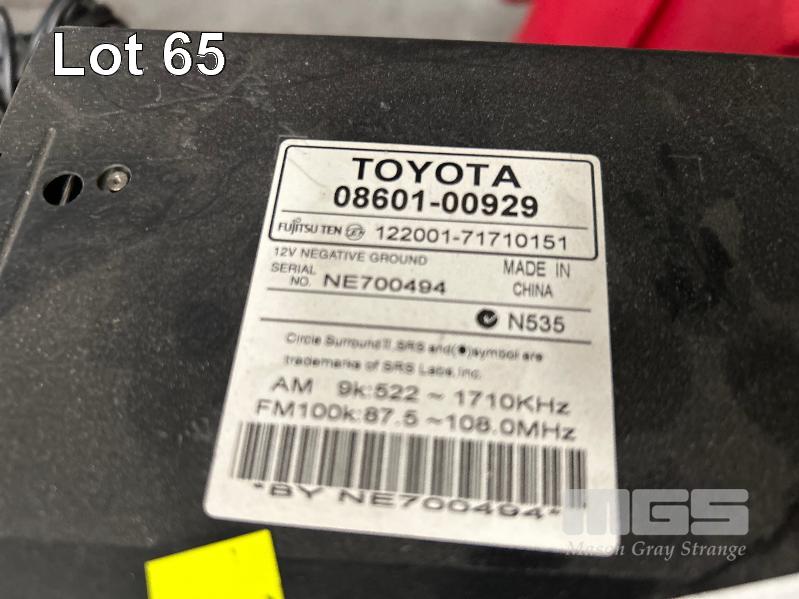 Lot 65
TOYOTA
08601-00929
FUJITSU TEN TEN 122001-71710151
12V NEGATIVE GROUND
SERIAL NO. NE700494
MADE IN CHINA
N535
Circle Surround II, SRS and (●) symbol are
trademarks of SRS Labs, Inc.
AM 9k:522 ~ 1710KHz
FM100k:87.5 ~108.0MHz
*BY NE700494*
MGS
Mason Gray Strange